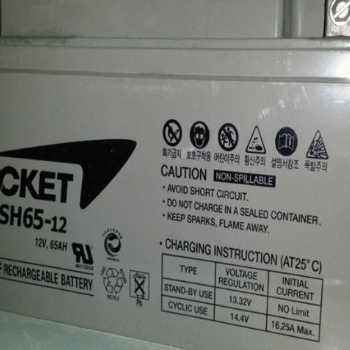 CKET
SH65-12
12V, 65AH
RECHARGEABLE BATTERY
Pb
화기금지 보호구착용 어린이주의 황산주의 설명서참조 폭발주의
CAUTION NON-SPILLABLE
• AVOID SHORT CIRCUIT.
• DO NOT CHARGE IN A SEALED CONTAINER.
• KEEP SPARKS, FLAME AWAY.
• CHARGING INSTRUCTION (AT25°C)
TYPE VOLTAGE REGULATION INITIAL CURRENT
STAND-BY USE 13.32V No Limit
CYCLIC USE 14.4V 16.25A Max.